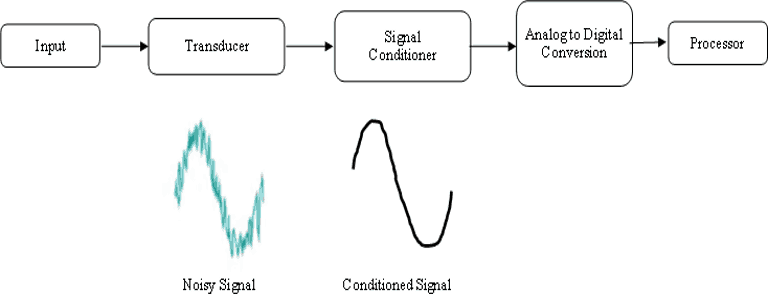 Input
Transducer
Signal
Conditioner
Analog to Digital
Conversion
Processor
Noisy Signal
Conditioned Signal